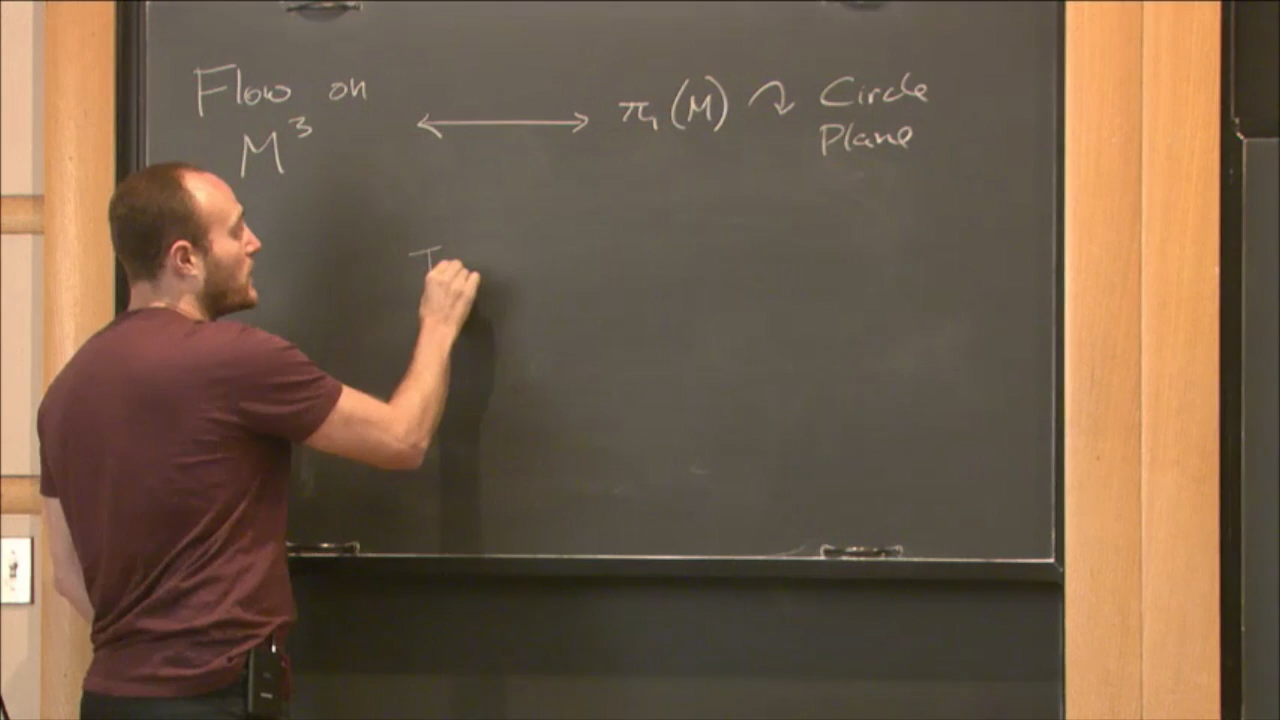 Flow on
M³
⟷ π₁(M) ↷ Circle
Plane
T